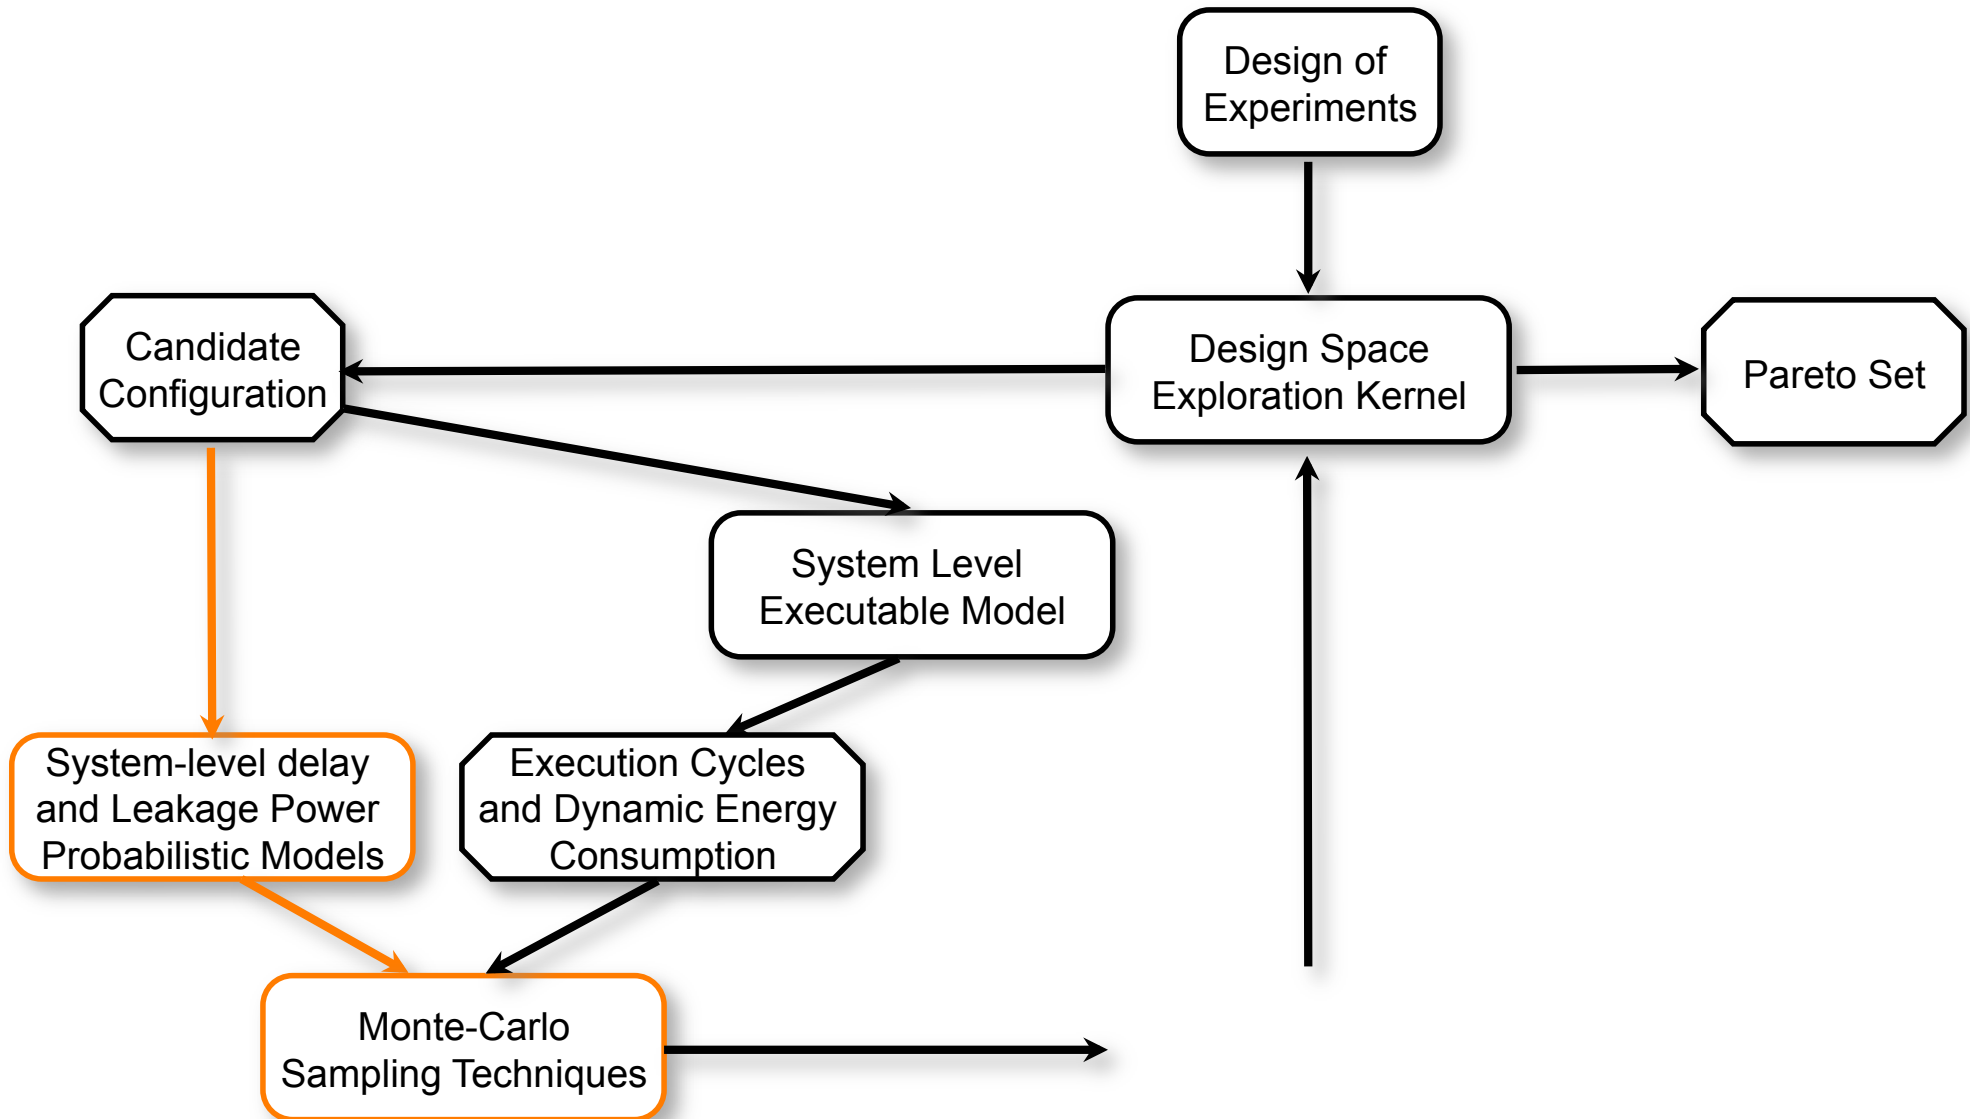 Design of
Experiments
Candidate
Configuration
Design Space
Exploration Kernel
Pareto Set
System Level
Executable Model
System-level delay
and Leakage Power
Probabilistic Models
Execution Cycles
and Dynamic Energy
Consumption
Monte-Carlo
Sampling Techniques